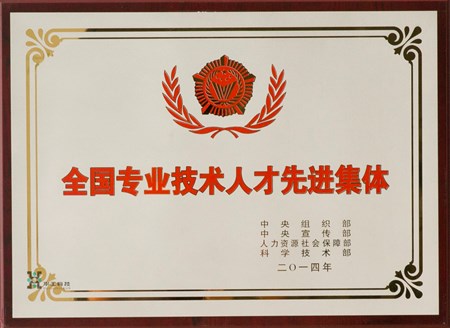 全国专业技术人才先进集体
中央组织部
中央宣传部
人力资源社会保障部
科学技术部
二〇一四年